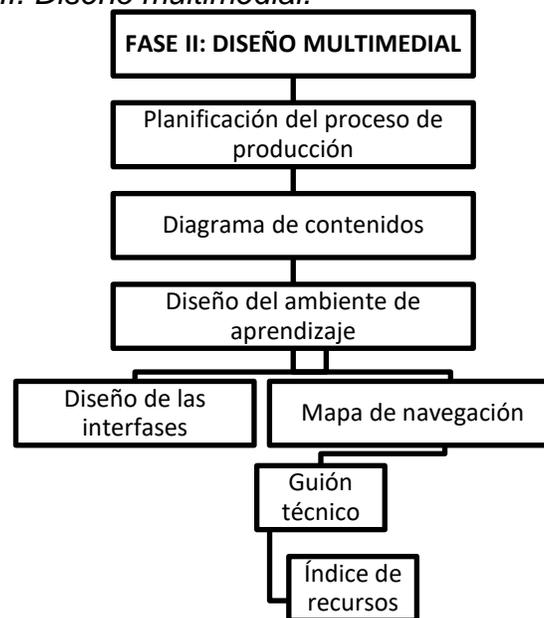 II. Diseño multimedial.
FASE II: DISEÑO MULTIMEDIAL
Planificación del proceso de
producción
Diagrama de contenidos
Diseño del ambiente de
aprendizaje
Diseño de las
interfases
Mapa de navegación
Guión
técnico
Índice de
recursos